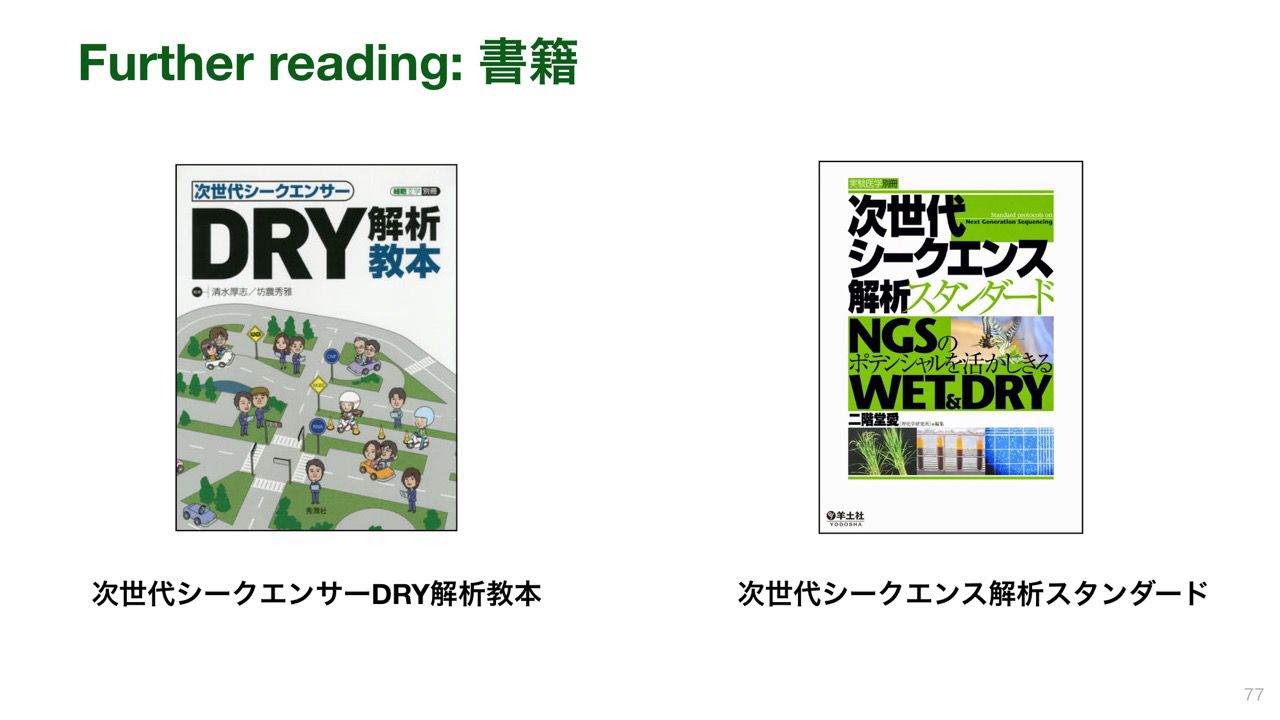 Further reading: 書籍
次世代シークエンサー
細胞工学 別冊
DRY解析
教本
清水厚志/坊農秀雅
秀潤社
次世代シークエンサーDRY解析教本
実験医学別冊
次世代
Standard protocols on
Next Generation Sequencing
シークエンス
解析スタンダード
NGSの
ポテンシャルを活かしきる
WET&DRY
二階堂愛
羊土社
YODOSHA
次世代シークエンス解析スタンダード
77